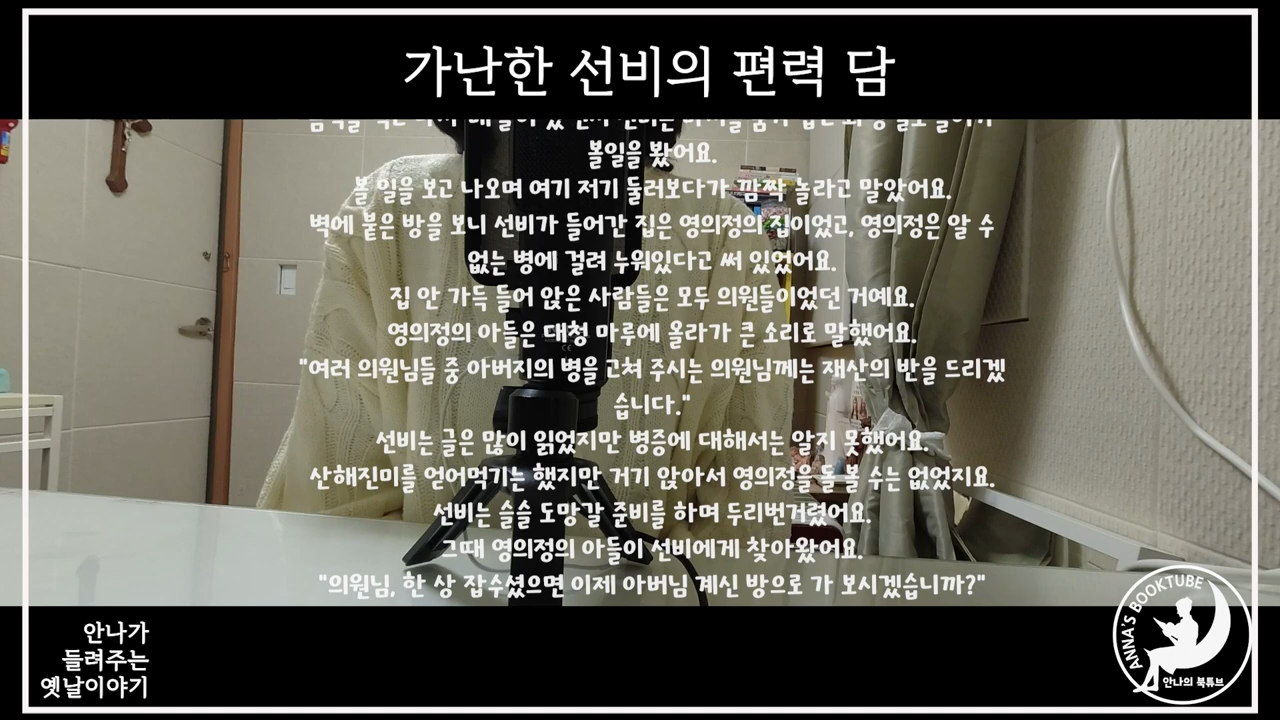 가난한 선비의 편력 담
볼일을 봤어요.
볼 일을 보고 나오며 여기 저기 둘러보다가 깜짝 놀라고 말았어요.
벽에 붙은 방을 보니 선비가 들어간 집은 영의정의 집이었고, 영의정은 알 수
없는 병에 걸려 누워있다고 써 있었어요.
집 안 가득 들어 앉은 사람들은 모두 의원들이었던 거예요.
영의정의 아들은 대청 마루에 올라가 큰 소리로 말했어요.
"여러 의원님들 중 아버지의 병을 고쳐 주시는 의원님께는 재산의 반을 드리겠
습니다."
선비는 글은 많이 읽었지만 병증에 대해서는 알지 못했어요.
산해진미를 얻어먹기는 했지만 거기 앉아서 영의정을 돌 볼 수는 없었지요.
선비는 슬슬 도망갈 준비를 하며 두리번거렸어요.
그때 영의정의 아들이 선비에게 찾아왔어요.
"의원님, 한 상 잡수셨으면 이제 아버님 계신 방으로 가 보시겠습니까?"
안나가
들려주는
옛날이야기
ANNA'S BOOKTUBE
안나의 북튜브